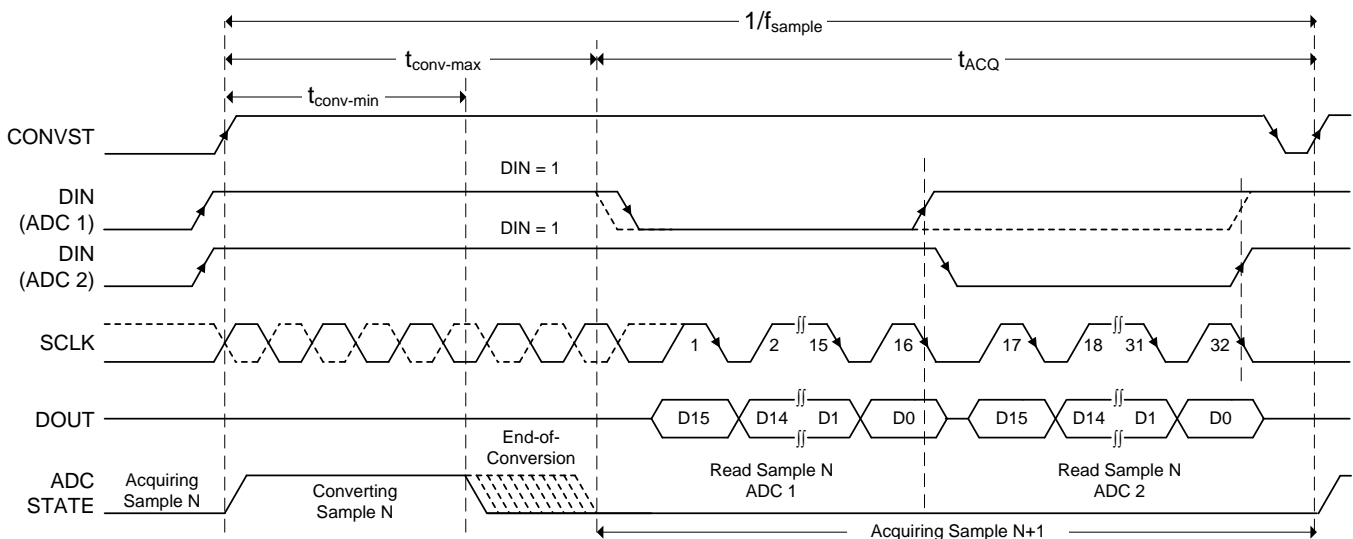 1/fsample
tconv-max
tACQ
tconv-min
CONVST
DIN = 1
DIN
(ADC 1)
DIN = 1
DIN
(ADC 2)
SCLK
1 2 ∫∫ 15 16 17 18 ∫∫ 31 32
DOUT
D15 D14 ∫∫ D1 D0 D15 D14 ∫∫ D1 D0
∫∫ ∫∫
End-of-
Conversion
ADC
STATE
Acquiring
Sample N
Converting
Sample N
Read Sample N
ADC 1
Read Sample N
ADC 2
Acquiring Sample N+1